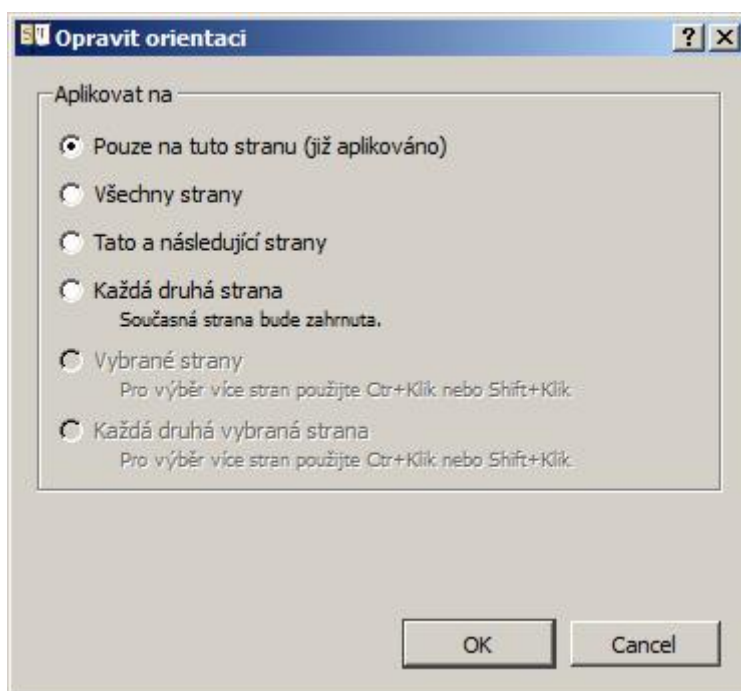 Opravit orientaci
Aplikovat na
Pouze na tuto stranu (již aplikováno)
Všechny strany
Tato a následující strany
Každá druhá strana
Současná strana bude zahrnuta.
Vybrané strany
Pro výběr více stran použijte Ctr+Klik nebo Shift+Klik
Každá druhá vybraná strana
Pro výběr více stran použijte Ctr+Klik nebo Shift+Klik
OK
Cancel